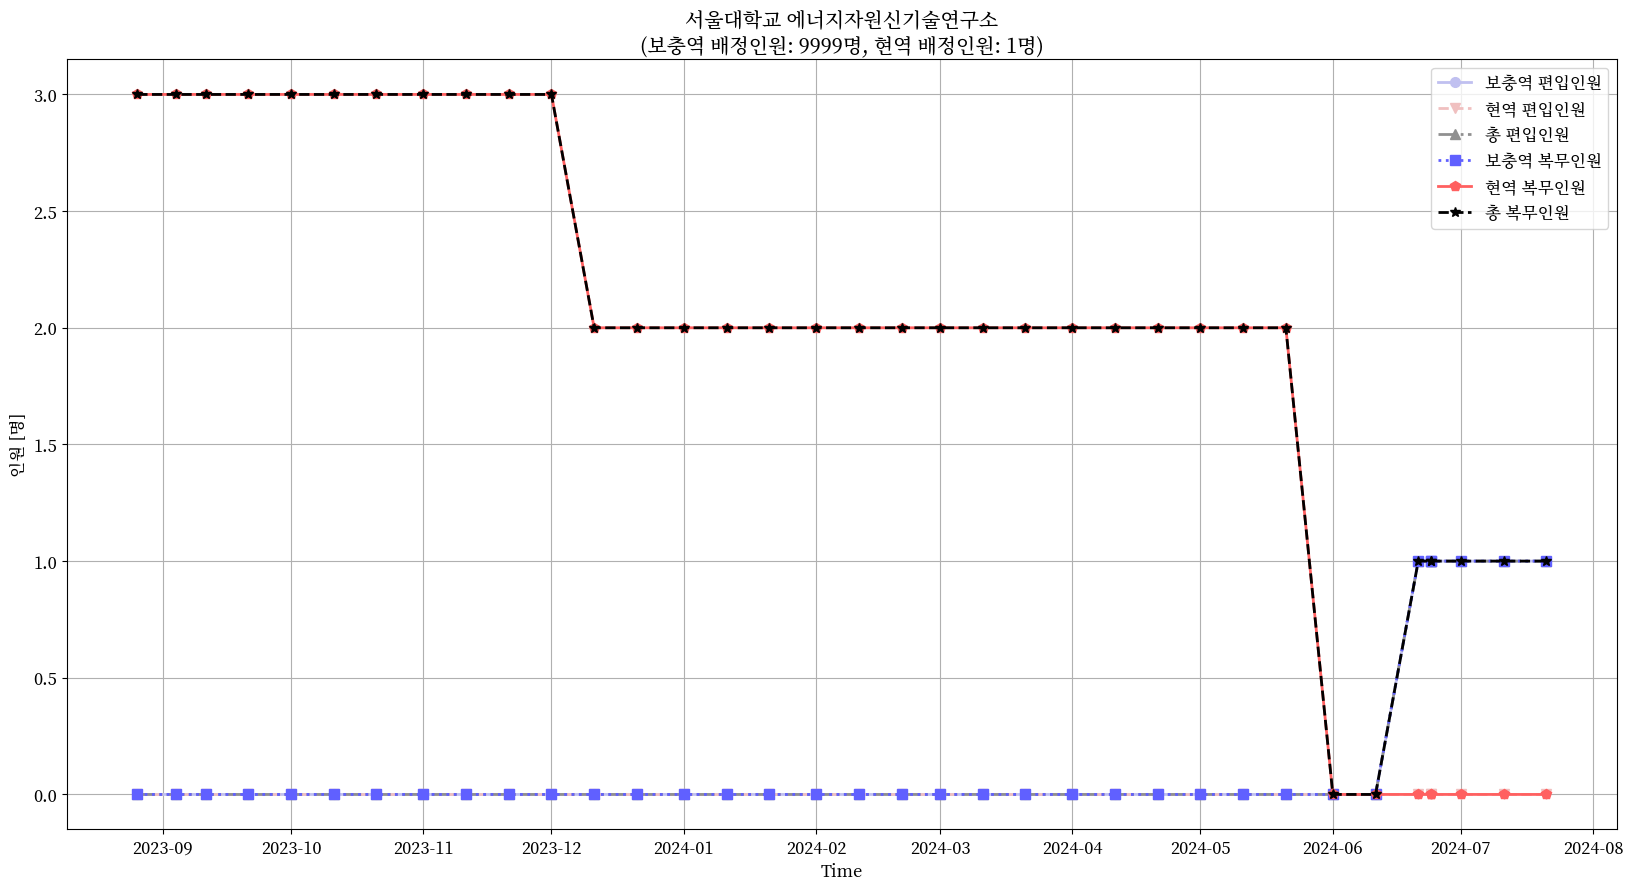 서울대학교 에너지자원신기술연구소
(보충역 배정인원: 9999명, 현역 배정인원: 1명)
보충역 편입인원
현역 편입인원
총 편입인원
보충역 복무인원
현역 복무인원
총 복무인원
인원 [명]
3.0
2.5
2.0
1.5
1.0
0.5
0.0
2023-09
2023-10
2023-11
2023-12
2024-01
2024-02
2024-03
2024-04
2024-05
2024-06
2024-07
2024-08
Time